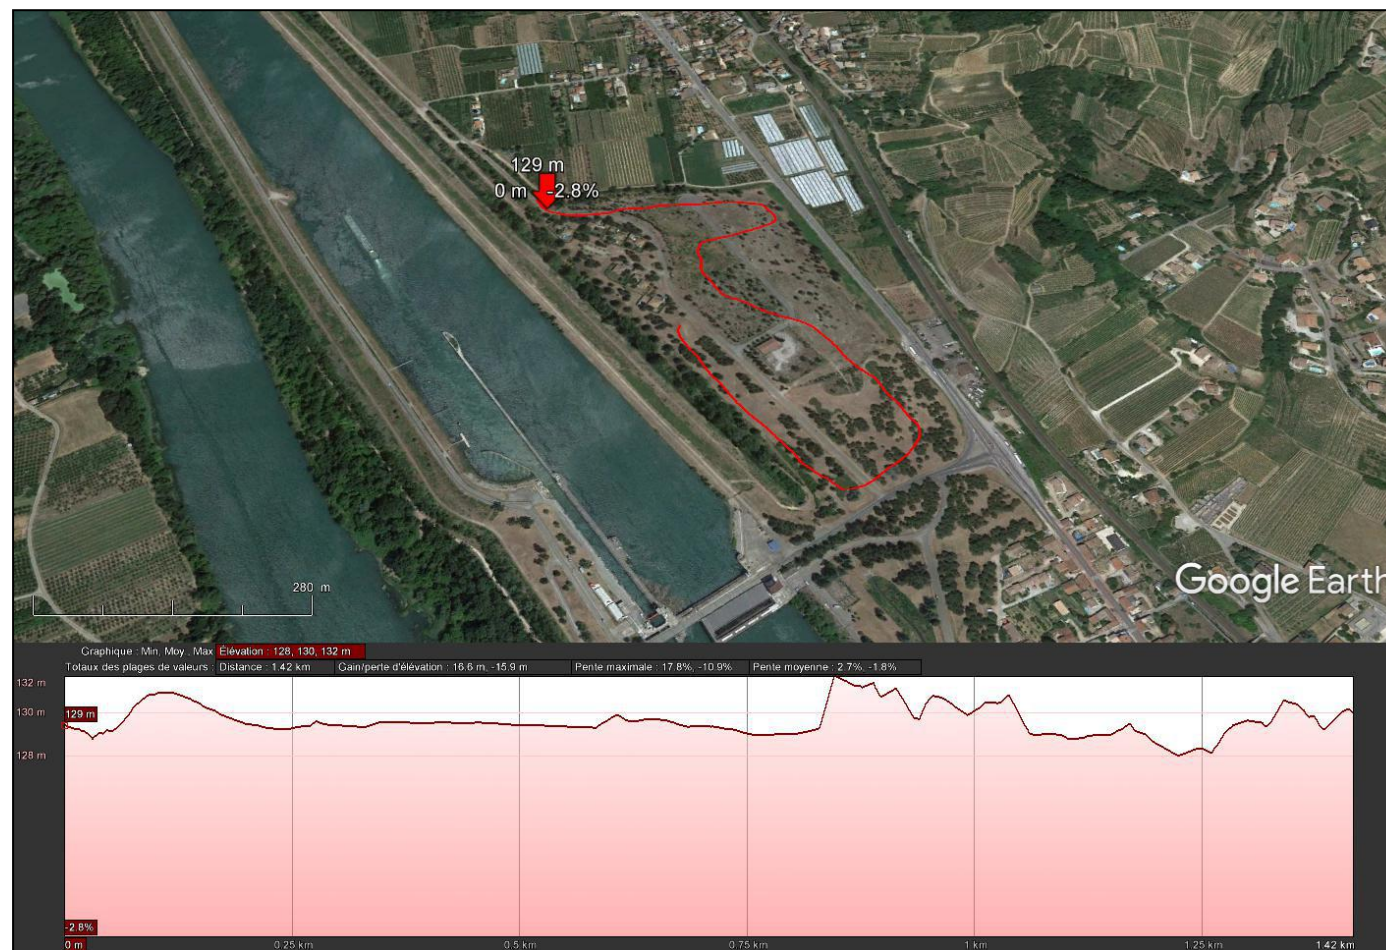 129 m
0 m -2.8%
280 m
Google Earth
Graphique : Min, Moy., Max Élévation : 128, 130, 132 m
Totaux des plages de valeurs : Distance : 1.42 km Gain/perte d'élévation : 16.6 m, -15.9 m Pente maximale : 17.8%, -10.9% Pente moyenne : 2.7%, -1.8%
132 m
130 m
129 m
128 m
-2.8%
0 m 0.25 km 0.5 km 0.75 km 1 km 1.25 km 1.42 km